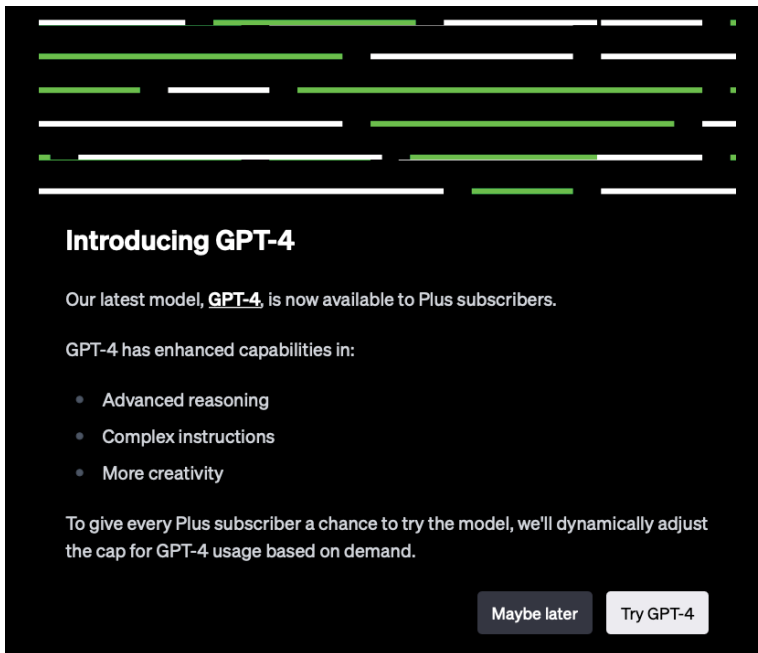 Introducing GPT-4
Our latest model, GPT-4, is now available to Plus subscribers.
GPT-4 has enhanced capabilities in:
Advanced reasoning
Complex instructions
More creativity
To give every Plus subscriber a chance to try the model, we'll dynamically adjust
the cap for GPT-4 usage based on demand.
Maybe later
Try GPT-4